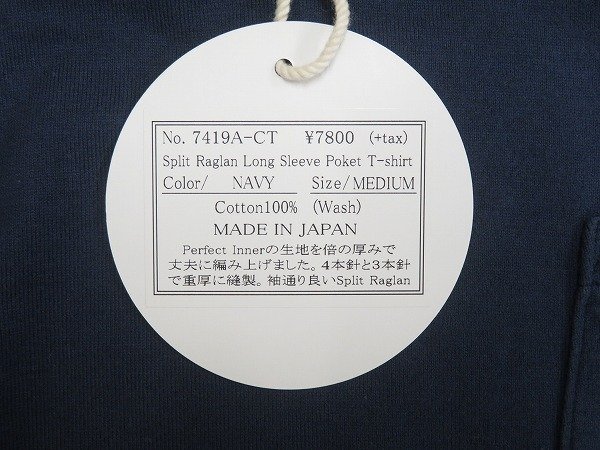 No. 7419A-CT ¥7800 (+tax)
Split Raglan Long Sleeve Poket T-shirt
Color/ NAVY Size/MEDIUM
Cotton100% (Wash)
MADE IN JAPAN
Perfect Innerの生地を倍の厚みで
丈夫に編み上げました。4本針と3本針
で重厚に縫製。袖通り良いSplit Raglan